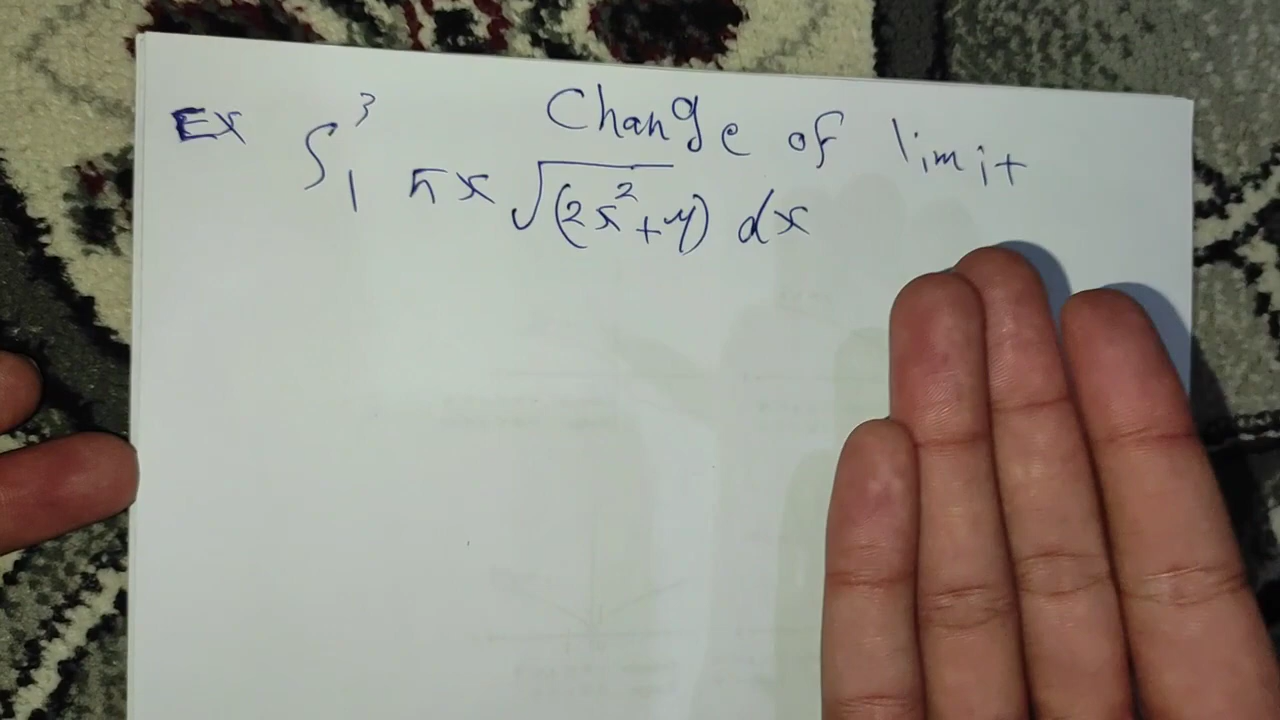 Change of limit
Ex ∫₁³ 5x √(2x²+4) dx